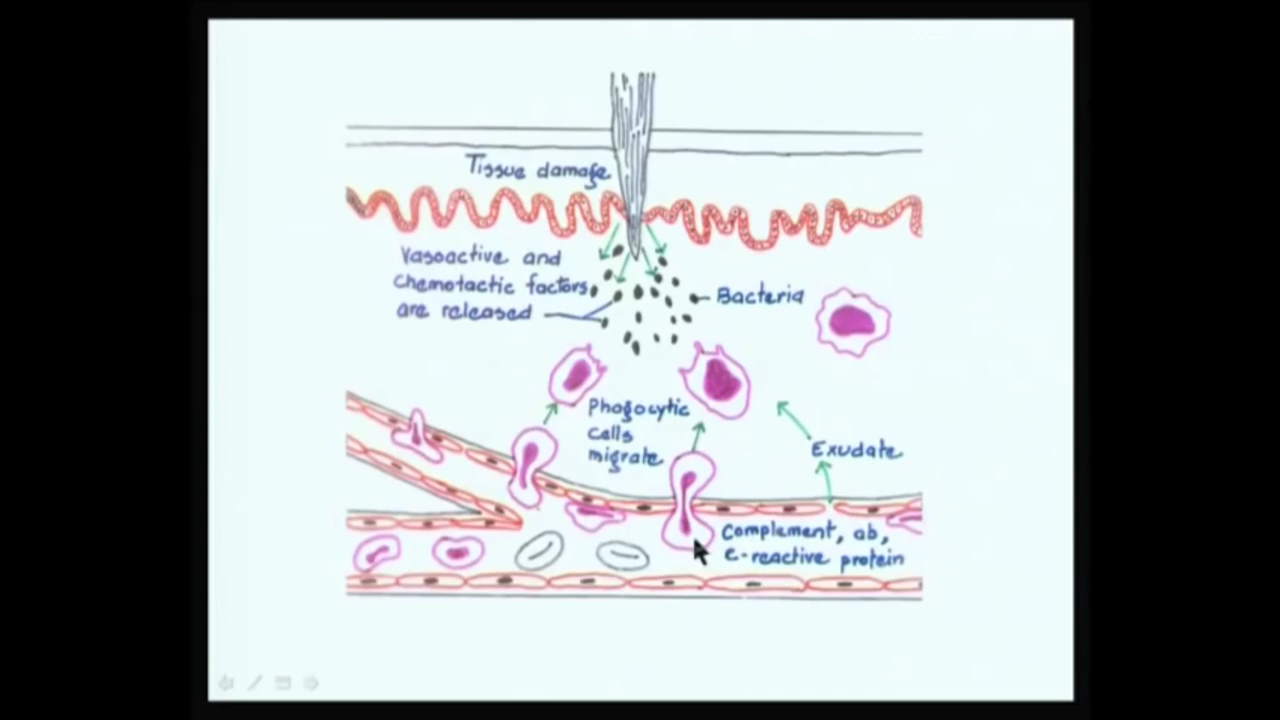 Tissue damage
Vasoactive and
chemotactic factors
are released
Bacteria
Phagocytic
cells
migrate
Exudate
Complement, ab,
c-reactive protein